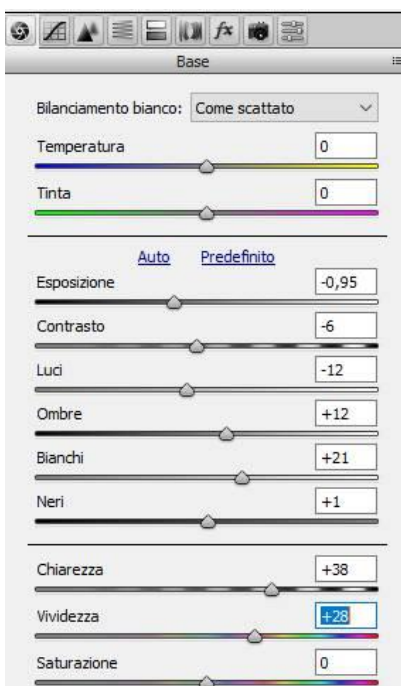 fx
Base
Bilanciamento bianco: Come scattato
Temperatura 0
Tinta 0
Auto Predefinito
Esposizione -0,95
Contrasto -6
Luci -12
Ombre +12
Bianchi +21
Neri +1
Chiarezza +38
Vividezza +28
Saturazione 0